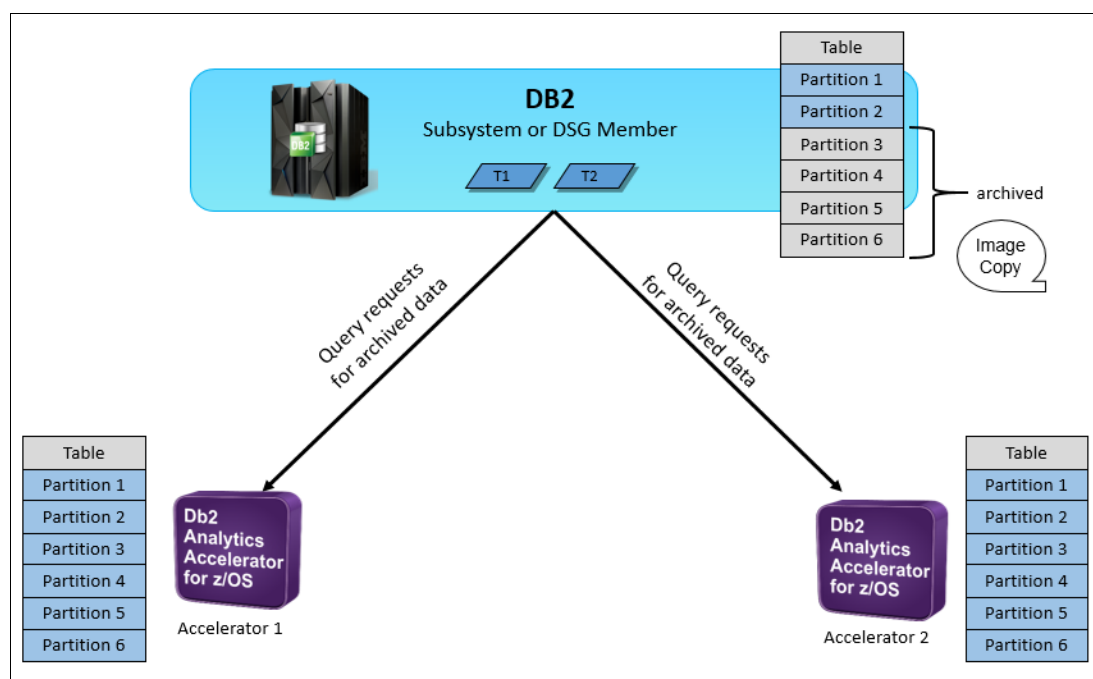 Table
Partition 1
Partition 2
Partition 3
Partition 4
Partition 5
Partition 6
archived
Image
Copy
DB2
Subsystem or DSG Member
DB2
T1
T2
Query requests
for archived data
Query requests
for archived data
Table
Partition 1
Partition 2
Partition 3
Partition 4
Partition 5
Partition 6
Db2
Analytics
Accelerator
for z/OS
Accelerator 1
Db2
Analytics
Accelerator
for z/OS
Accelerator 2
Table
Partition 1
Partition 2
Partition 3
Partition 4
Partition 5
Partition 6